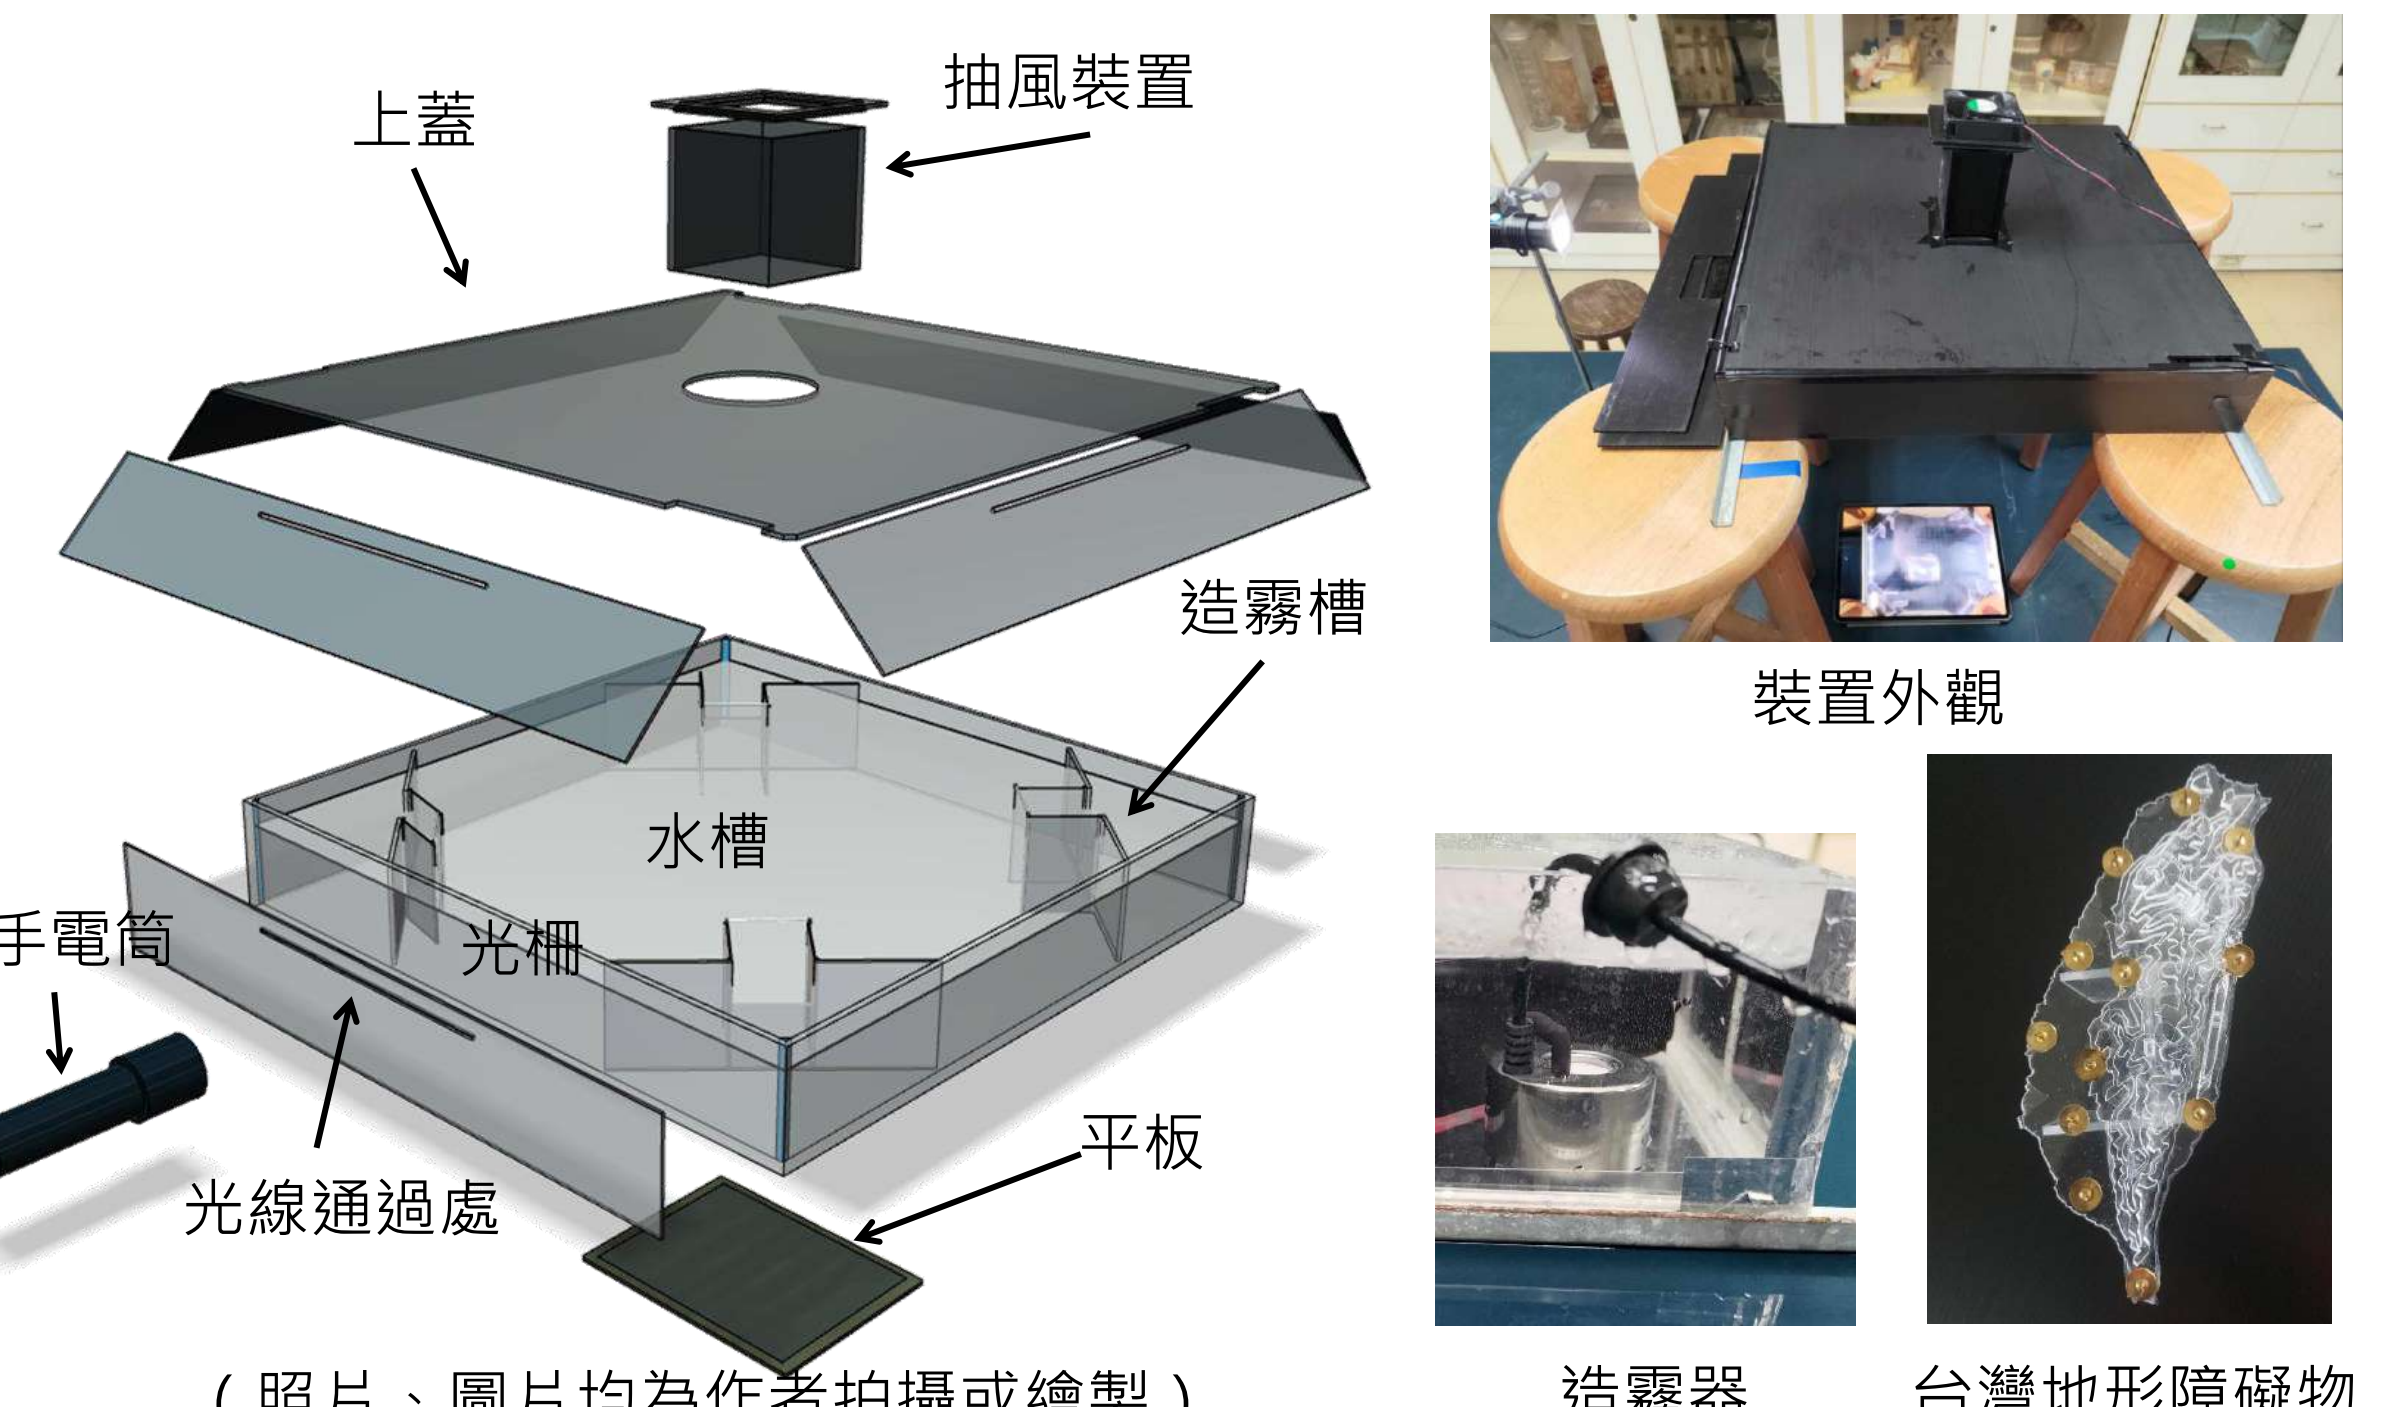 抽風裝置
上蓋
造霧槽
裝置外觀
水槽
手電筒
光柵
平板
光線通過處
(照片、圖片均為作者拍攝或繪製)
造霧器
台灣地形障礙物